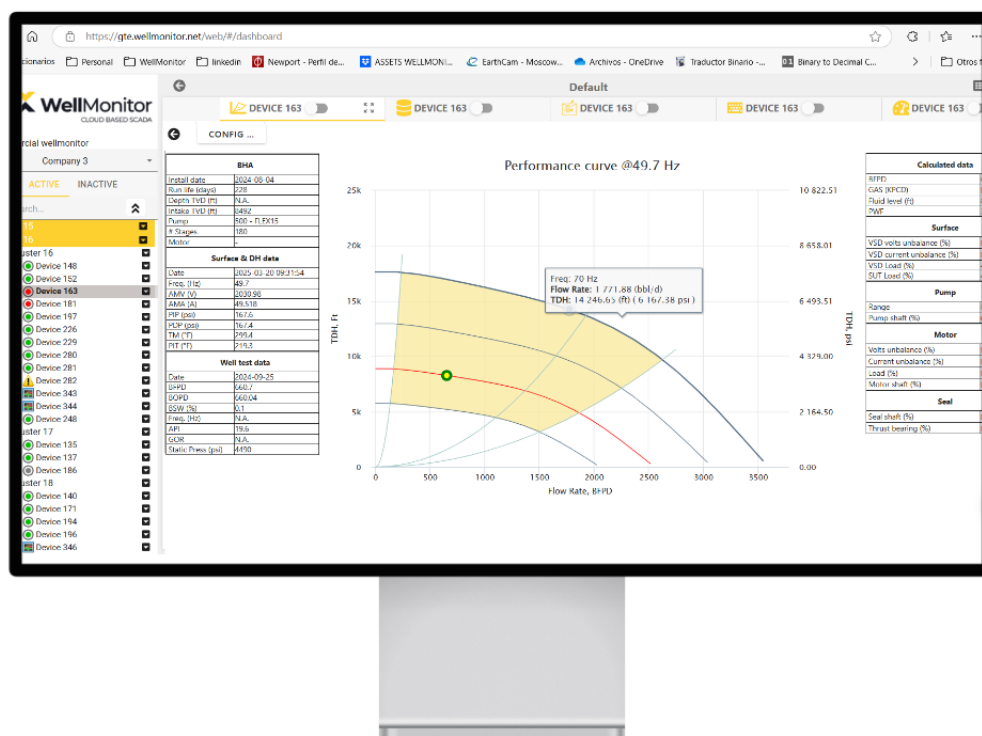 https://gte.wellmonitor.net/web/#/dashboard
cionarios Personal WellMonitor linkedin Newport - Perfil de... ASSETS WELLMONI... EarthCam - Moscow... Archivos - OneDrive Traductor Binario -... Binary to Decimal C... Otros f
Default
WellMonitor
CLOUD BASED SCADA
DEVICE 163 DEVICE 163 DEVICE 163 DEVICE 163 DEVICE 163
CONFIG ...
rcial wellmonitor
Company 3
ACTIVE INACTIVE
arch...
15
16
uster 16
Device 148
Device 152
Device 163
Device 181
Device 197
Device 226
Device 229
Device 280
Device 281
Device 282
Device 343
Device 344
Device 248
uster 17
Device 135
Device 137
Device 186
uster 18
Device 140
Device 171
Device 194
Device 196
Device 346
BHA
Install date 2024-08-04
Run life (days) 228
Depth TVD (ft) N.A.
Intake TVD (ft) 8492
Pump 500 - FLEX15
# Stages 180
Motor -
Surface & DH data
Date 2025-03-20 09:31:54
Freq. (Hz) 49.7
AMV (V) 2030.98
AMA (A) 49.518
PIP (psi) 167.6
PDP (psi) 167.4
TM (°F) 299.4
PIT (°F) 219.3
Well test data
Date 2024-09-25
BFPD 660.7
BOPD 660.04
BSW (%) 0.1
Freq. (Hz) N.A.
API 19.6
GOR N.A.
Static Press (psi) 4490
Performance curve @49.7 Hz
25k
20k
15k
10k
5k
0
TDH, Ft
10 822.51
8 658.01
6 493.51
4 329.00
2 164.50
0.00
TDH, psi
Freq: 70 Hz
Flow Rate: 1 771.88 (bbl/d)
TDH: 14 246.65 (ft) ( 6 167.38 psi )
0 500 1000 1500 2000 2500 3000 3500
Flow Rate, BFPD
Calculated data
BFPD
GAS (KPCD)
Fluid level (ft)
PWF
Surface
VSD volts unbalance (%)
VSD current unbalance (%)
VSD Load (%)
SUT Load (%)
Pump
Range
Pump shaft (%)
Motor
Volts unbalance (%)
Current unbalance (%)
Load (%)
Motor shaft (%)
Seal
Seal shaft (%)
Thrust bearing (%)